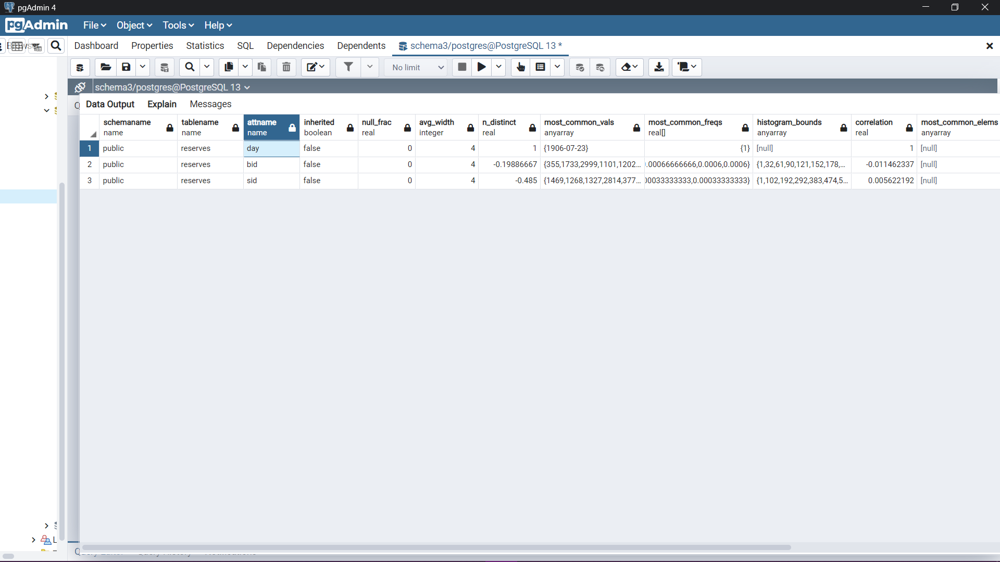 pgAdmin 4
pgAdmin File Object Tools Help
Dashboard Properties Statistics SQL Dependencies Dependents schema3/postgres@PostgreSQL 13 *
No limit
schema3/postgres@PostgreSQL 13
Data Output Explain Messages
schemaname tablename attname inherited null_frac avg_width n_distinct most_common_vals most_common_freqs histogram_bounds correlation most_common_elems
name name name boolean real integer real anyarray real[] anyarray real anyarray
1 public reserves day false 0 4 1 {1906-07-23} {1} [null] 1 [null]
2 public reserves bid false 0 4 -0.19886667 {355,1733,2999,1101,1202... .00066666666,0.0006,0.0006} {1,32,61,90,121,152,178,... -0.011462337 [null]
3 public reserves sid false 0 4 -0.485 {1469,1268,1327,2814,377... 00033333333,0.00033333333} {1,102,192,292,383,474,5... 0.005622192 [null]
L